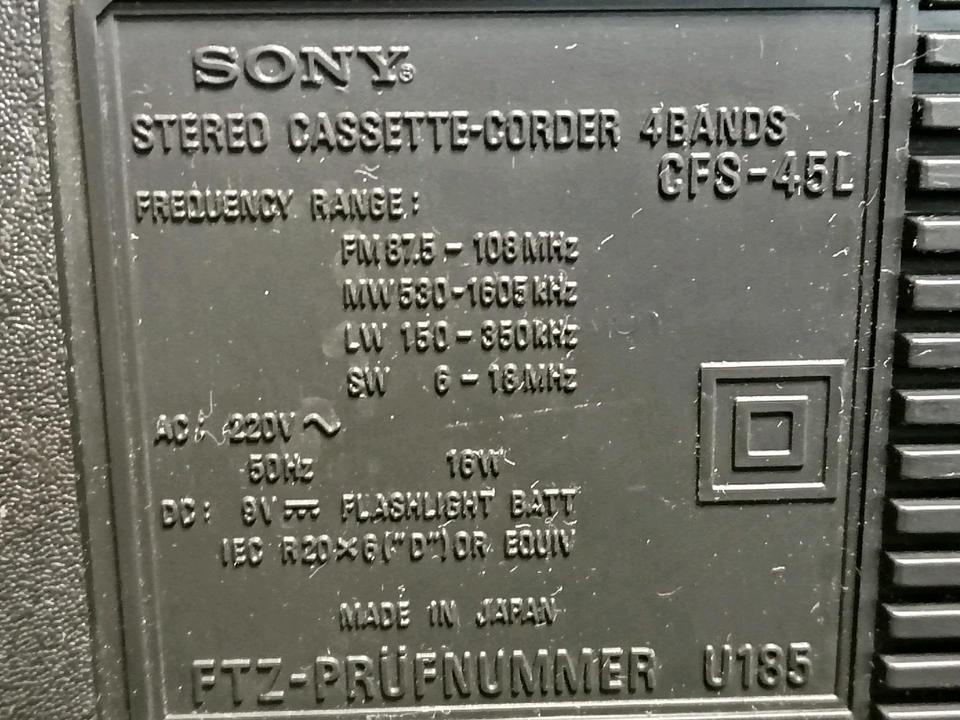 SONY®
STEREO CASSETTE-CORDER 4 BANDS
CFS-45L
FREQUENCY RANGE:
FM 87.5 - 108 MHz
MW 530 - 1605 kHz
LW 150 - 350 kHz
SW 6 - 18 MHz
AC: 220V ~
50Hz 16W
DC: 9V ⎓ FLASHLIGHT BATT
IEC R20×6 ("D") OR EQUIV
MADE IN JAPAN
FTZ-PRÜFNUMMER U185